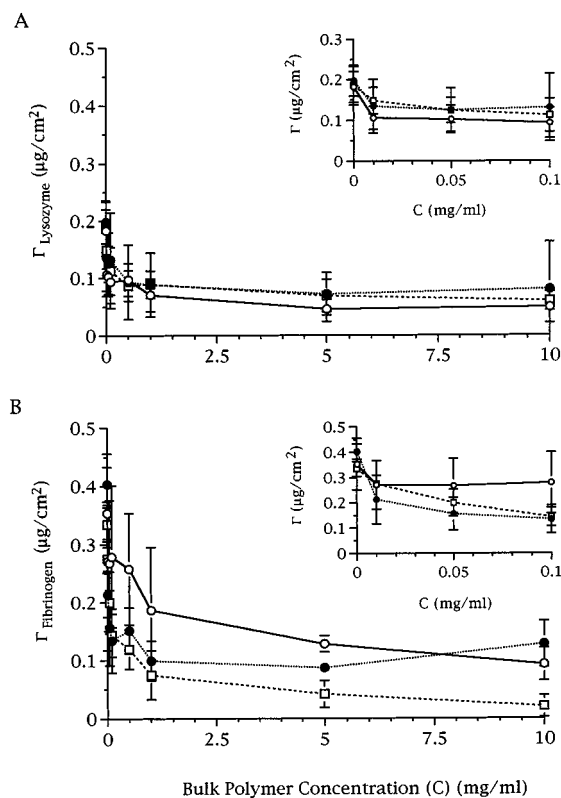 A
Γ Lysozyme (μg/cm²)
0.5
0.4
0.3
0.2
0.1
0
0 2.5 5 7.5 10
Γ (μg/cm²)
0.3
0.2
0.1
0
0 0.05 0.1
C (mg/ml)
B
Γ Fibrinogen (μg/cm²)
0.5
0.4
0.3
0.2
0.1
0
0 2.5 5 7.5 10
Γ (μg/cm²)
0.5
0.4
0.3
0.2
0.1
0
0 0.05 0.1
C (mg/ml)
Bulk Polymer Concentration (C) (mg/ml)